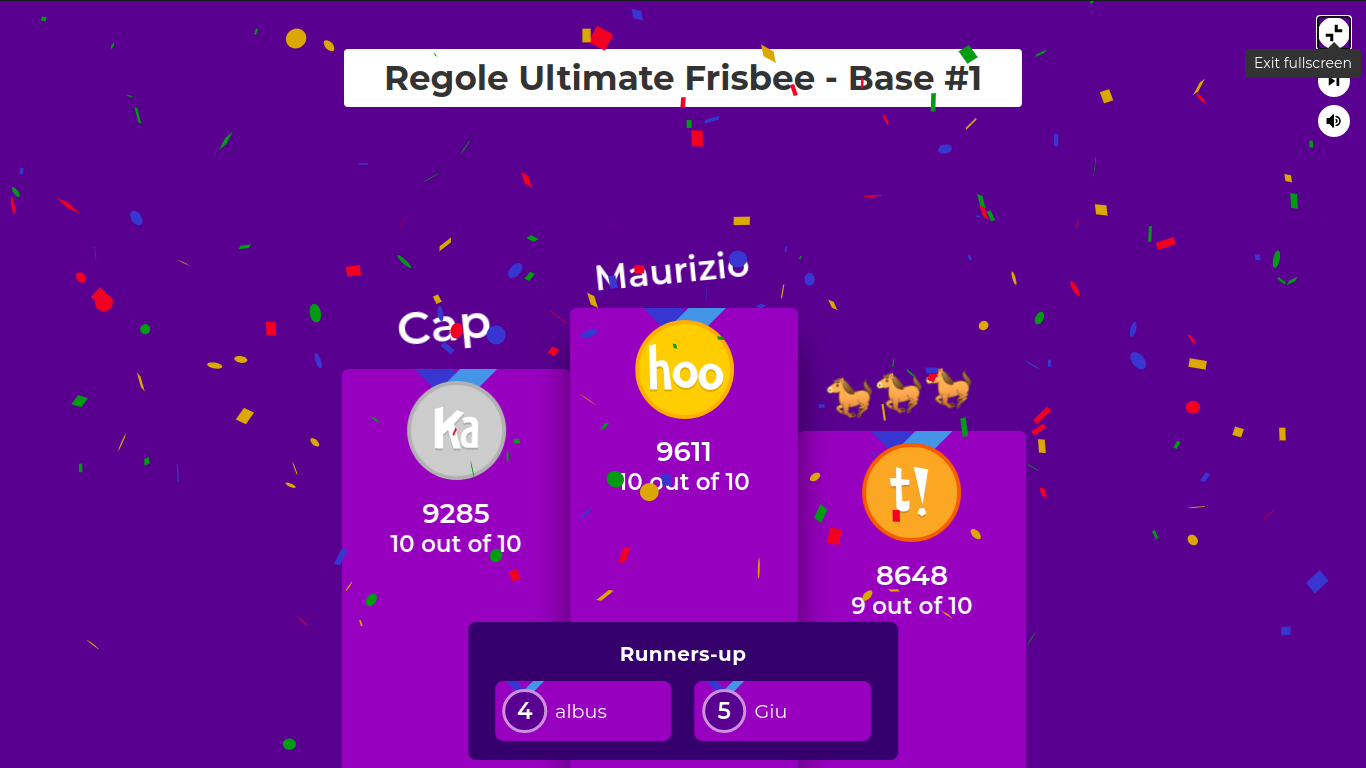 Regole Ultimate Frisbee - Base #1
Exit fullscreen
Maurizio
Cap
hoo
Ka
9611
10 out of 10
t!
9285
10 out of 10
8648
9 out of 10
Runners-up
4 albus
5 Giu